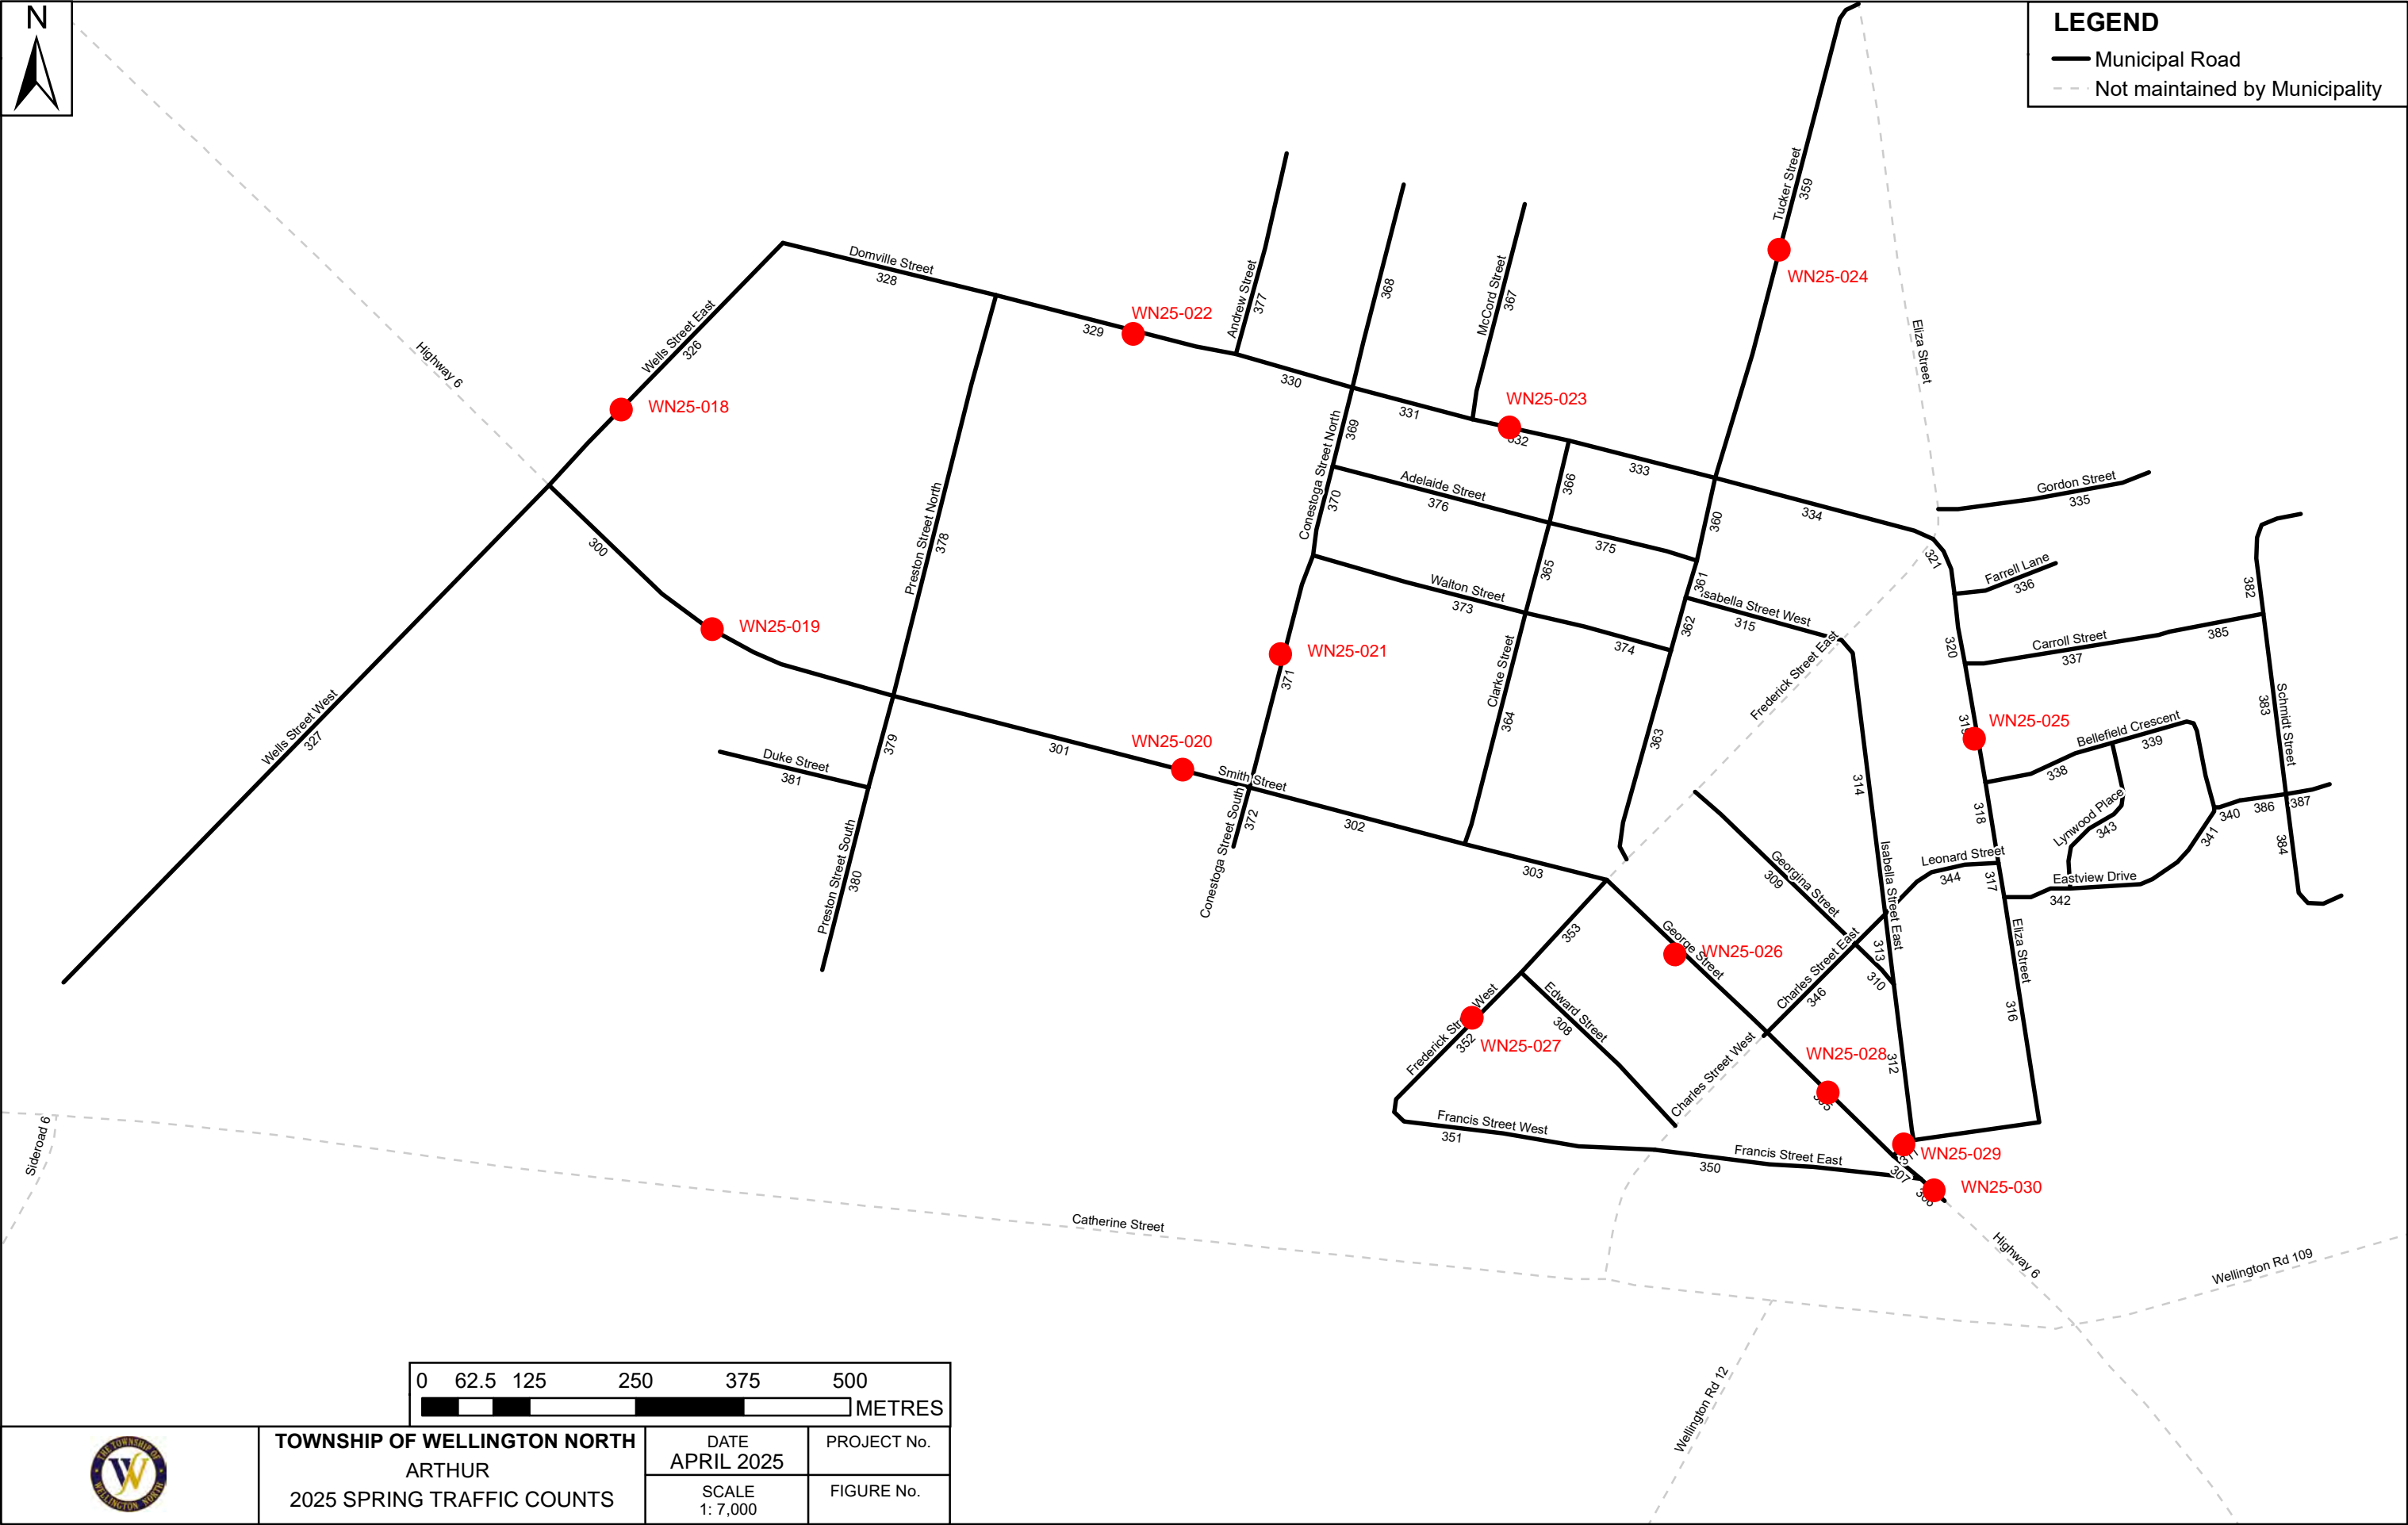 N
LEGEND
Municipal Road
Not maintained by Municipality
Tucker Street
359
WN25-024
Eliza Street
Andrew Street
377
368
McCord Street
367
Domville Street
328
WN25-022
329
330
331
WN25-023
333
334
Wells Street East
326
Highway 6
WN25-018
369
Conestoga Street North
370
Adelaide Street
376
366
375
360
Gordon Street
335
321
Farrell Lane
336
382
300
Preston Street North
378
Walton Street
373
365
361
Isabella Street West
315
362
374
320
Carroll Street
337
385
WN25-019
WN25-021
371
Clarke Street
364
Frederick Street East
363
Wells Street West
327
WN25-025
Bellefield Crescent
339
338
383
Schmidt Street
379
301
WN25-020
Duke Street
381
Smith Street
314
318
Lynwood Place
343
340
386
387
341
384
372
Conestoga Street South
302
303
Preston Street South
380
Georgina Street
309
Leonard Street
344
317
Eastview Drive
342
Isabella Street East
353
George Street
WN25-026
Charles Street East
346
313
310
Eliza Street
316
Frederick Street West
352
WN25-027
Edward Street
308
Charles Street West
WN25-028
312
Francis Street West
351
Francis Street East
350
WN25-029
307
WN25-030
Sideroad 6
Catherine Street
Highway 6
Wellington Rd 109
Wellington Rd 12
0 62.5 125 250 375 500
METRES
THE TOWNSHIP OF
WELLINGTON NORTH
TOWNSHIP OF WELLINGTON NORTH
ARTHUR
2025 SPRING TRAFFIC COUNTS
DATE
APRIL 2025
SCALE
1: 7,000
PROJECT No.
FIGURE No.